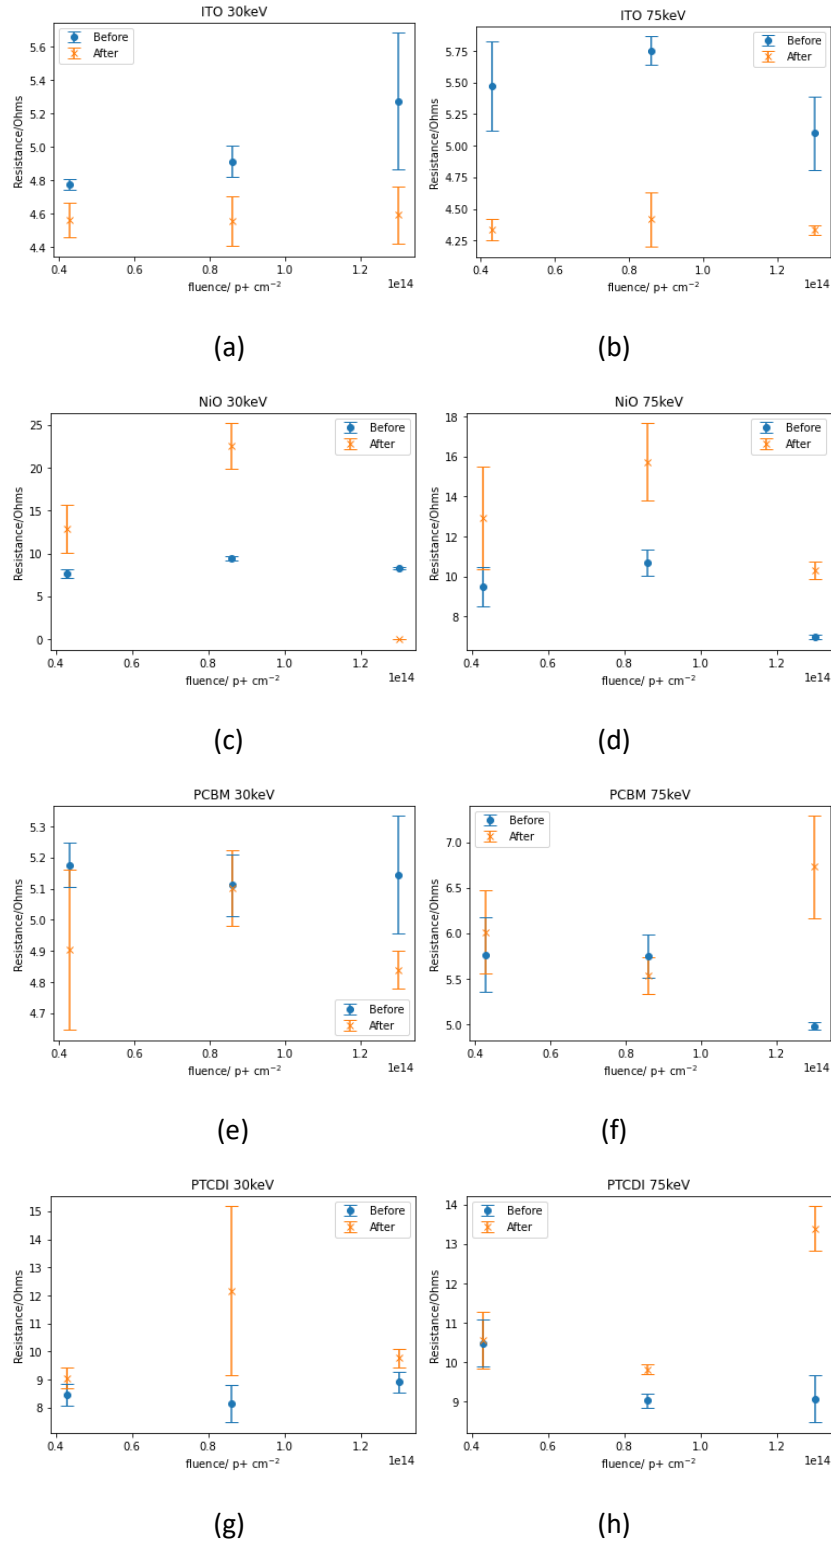 ITO 30keV
Before
After
Resistance/Ohms
5.6
5.4
5.2
5.0
4.8
4.6
4.4
0.4 0.6 0.8 1.0 1.2
1e14
fluence/ p+ cm⁻²
(a)
ITO 75keV
Before
After
Resistance/Ohms
5.75
5.50
5.25
5.00
4.75
4.50
4.25
0.4 0.6 0.8 1.0 1.2
1e14
fluence/ p+ cm⁻²
(b)
NiO 30keV
Before
After
Resistance/Ohms
25
20
15
10
5
0
0.4 0.6 0.8 1.0 1.2
1e14
fluence/ p+ cm⁻²
(c)
NiO 75keV
Before
After
Resistance/Ohms
18
16
14
12
10
8
0.4 0.6 0.8 1.0 1.2
1e14
fluence/ p+ cm⁻²
(d)
PCBM 30keV
Resistance/Ohms
5.3
5.2
5.1
5.0
4.9
4.8
4.7
Before
After
0.4 0.6 0.8 1.0 1.2
1e14
fluence/ p+ cm⁻²
(e)
PCBM 75keV
Before
After
Resistance/Ohms
7.0
6.5
6.0
5.5
5.0
0.4 0.6 0.8 1.0 1.2
1e14
fluence/ p+ cm⁻²
(f)
PTCDI 30keV
Before
After
Resistance/Ohms
15
14
13
12
11
10
9
8
0.4 0.6 0.8 1.0 1.2
1e14
fluence/ p+ cm⁻²
(g)
PTCDI 75keV
Before
After
Resistance/Ohms
14
13
12
11
10
9
0.4 0.6 0.8 1.0 1.2
1e14
fluence/ p+ cm⁻²
(h)